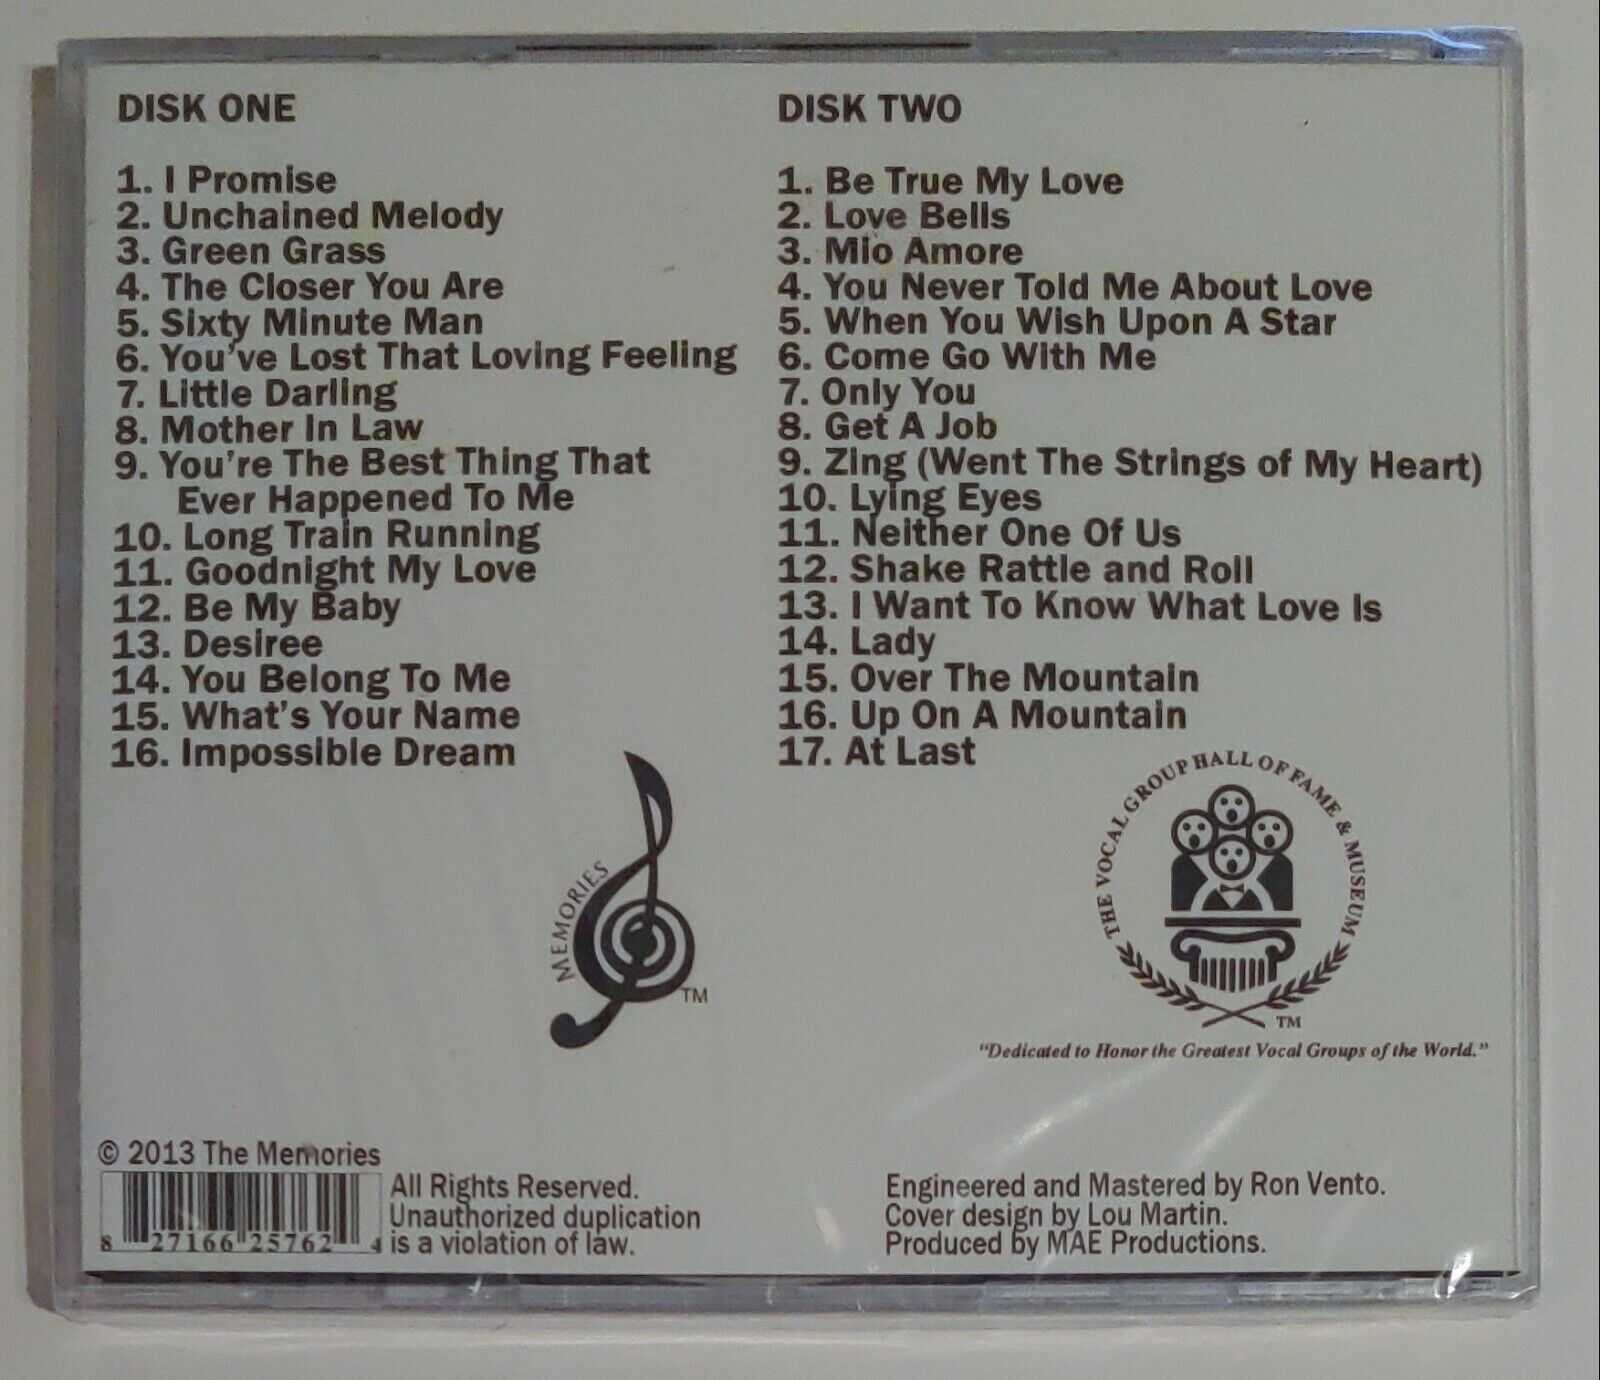 DISK ONE
1. I Promise
2. Unchained Melody
3. Green Grass
4. The Closer You Are
5. Sixty Minute Man
6. You've Lost That Loving Feeling
7. Little Darling
8. Mother In Law
9. You're The Best Thing That
Ever Happened To Me
10. Long Train Running
11. Goodnight My Love
12. Be My Baby
13. Desiree
14. You Belong To Me
15. What's Your Name
16. Impossible Dream
DISK TWO
1. Be True My Love
2. Love Bells
3. Mio Amore
4. You Never Told Me About Love
5. When You Wish Upon A Star
6. Come Go With Me
7. Only You
8. Get A Job
9. Zing (Went The Strings of My Heart)
10. Lying Eyes
11. Neither One Of Us
12. Shake Rattle and Roll
13. I Want To Know What Love Is
14. Lady
15. Over The Mountain
16. Up On A Mountain
17. At Last
MEMORIES
TM
THE VOCAL GROUP HALL OF FAME & MUSEUM
TM
"Dedicated to Honor the Greatest Vocal Groups of the World."
© 2013 The Memories
8 27166 25762 4
All Rights Reserved.
Unauthorized duplication
is a violation of law.
Engineered and Mastered by Ron Vento.
Cover design by Lou Martin.
Produced by MAE Productions.